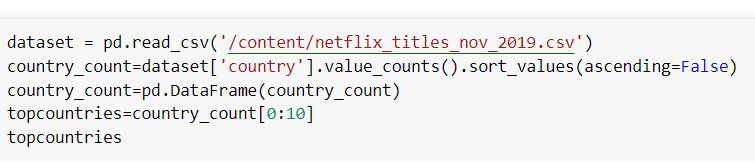 dataset = pd.read_csv('/content/netflix_titles_nov_2019.csv')
country_count=dataset['country'].value_counts().sort_values(ascending=False)
country_count=pd.DataFrame(country_count)
topcountries=country_count[0:10]
topcountries